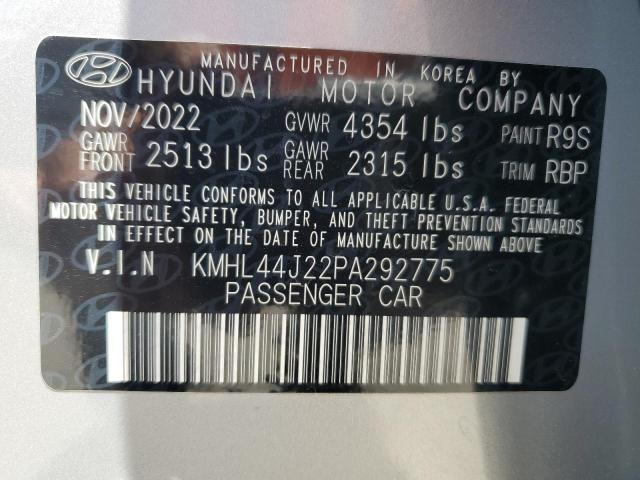 MANUFACTURED IN KOREA BY
HYUNDAI MOTOR COMPANY
NOV/2022 GVWR 4354 lbs PAINT R9S
GAWR FRONT 2513 lbs GAWR REAR 2315 lbs TRIM RBP
THIS VEHICLE CONFORMS TO ALL APPLICABLE U.S.A. FEDERAL
MOTOR VEHICLE SAFETY, BUMPER, AND THEFT PREVENTION STANDARDS
IN EFFECT ON THE DATE OF MANUFACTURE SHOWN ABOVE
V.I.N KMHL44J22PA292775
PASSENGER CAR